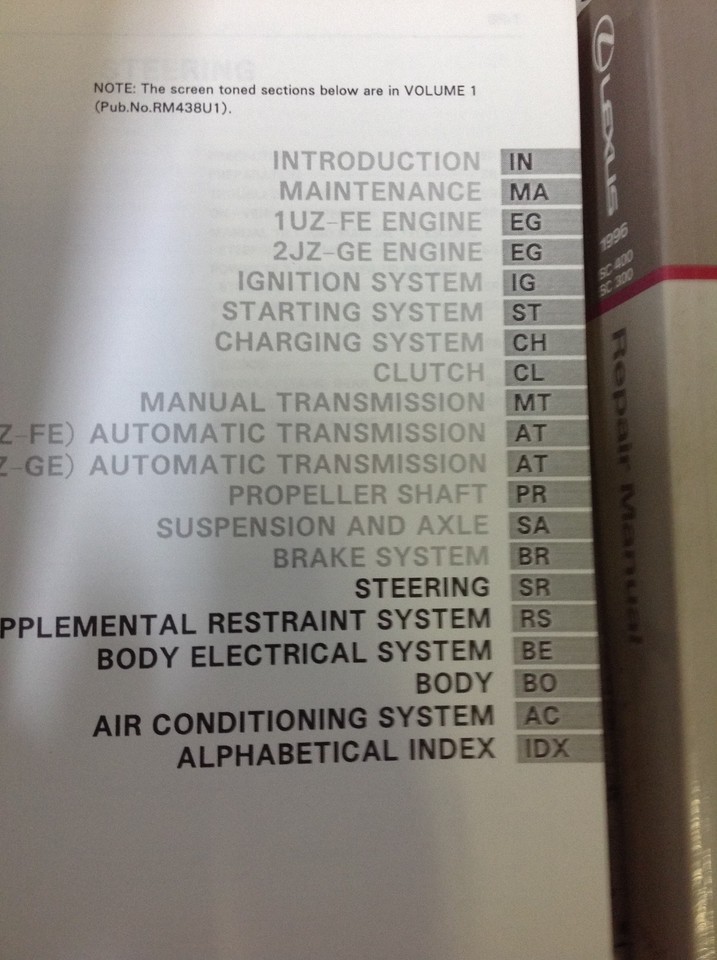 STEERING
NOTE: The screen toned sections below are in VOLUME 1
(Pub.No.RM438U1).
INTRODUCTION IN
MAINTENANCE MA
1UZ-FE ENGINE EG
2JZ-GE ENGINE EG
IGNITION SYSTEM IG
STARTING SYSTEM ST
CHARGING SYSTEM CH
CLUTCH CL
MANUAL TRANSMISSION MT
Z-FE) AUTOMATIC TRANSMISSION AT
Z-GE) AUTOMATIC TRANSMISSION AT
PROPELLER SHAFT PR
SUSPENSION AND AXLE SA
BRAKE SYSTEM BR
STEERING SR
PPLEMENTAL RESTRAINT SYSTEM RS
BODY ELECTRICAL SYSTEM BE
BODY BO
AIR CONDITIONING SYSTEM AC
ALPHABETICAL INDEX IDX
LEXUS
1996
SC 400
SC 300
Repair Manual